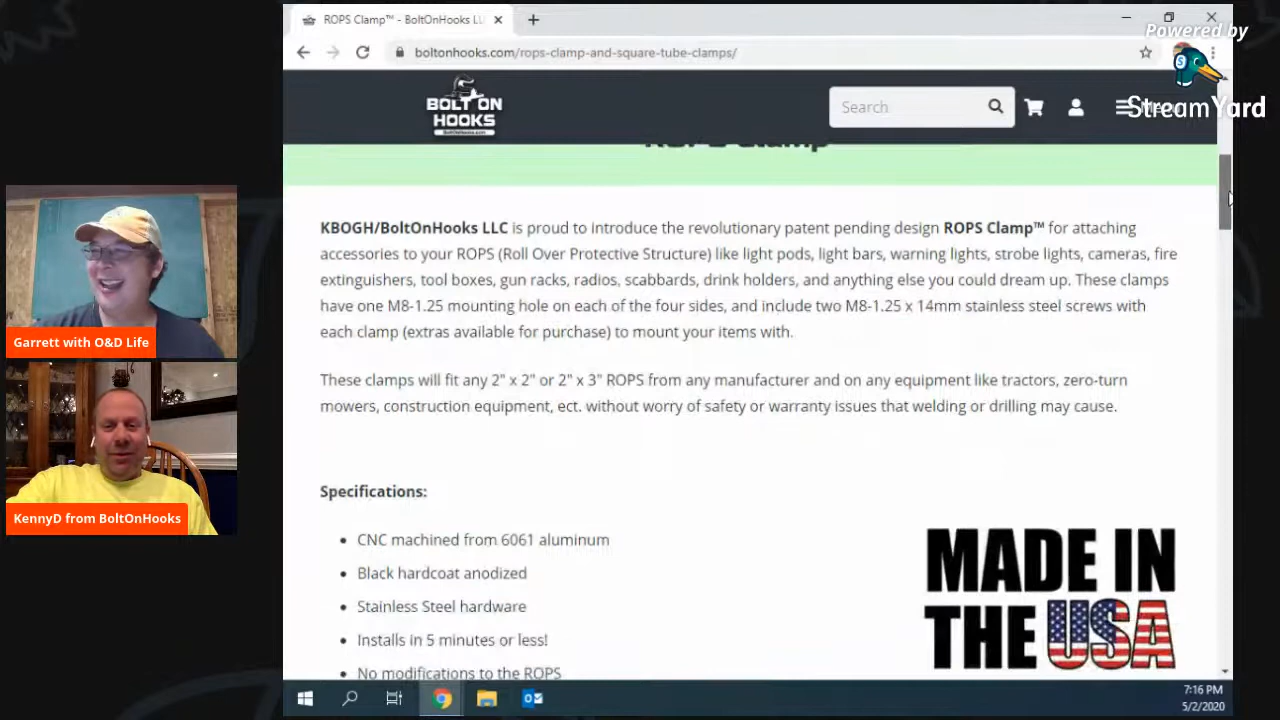 ROPS Clamp™ - BoltOnHooks LL
boltonhooks.com/rops-clamp-and-square-tube-clamps/
Powered by
StreamYard
BOLT ON
HOOKS
BoltOnHooks.com
Search
ROPS Clamp
KBOGH/BoltOnHooks LLC is proud to introduce the revolutionary patent pending design ROPS Clamp™ for attaching
accessories to your ROPS (Roll Over Protective Structure) like light pods, light bars, warning lights, strobe lights, cameras, fire
extinguishers, tool boxes, gun racks, radios, scabbards, drink holders, and anything else you could dream up. These clamps
have one M8-1.25 mounting hole on each of the four sides, and include two M8-1.25 x 14mm stainless steel screws with
each clamp (extras available for purchase) to mount your items with.
These clamps will fit any 2" x 2" or 2" x 3" ROPS from any manufacturer and on any equipment like tractors, zero-turn
mowers, construction equipment, ect. without worry of safety or warranty issues that welding or drilling may cause.
Specifications:
CNC machined from 6061 aluminum
Black hardcoat anodized
Stainless Steel hardware
Installs in 5 minutes or less!
No modifications to the ROPS
MADE IN
THE USA
Garrett with O&D Life
KennyD from BoltOnHooks
7:16 PM
5/2/2020